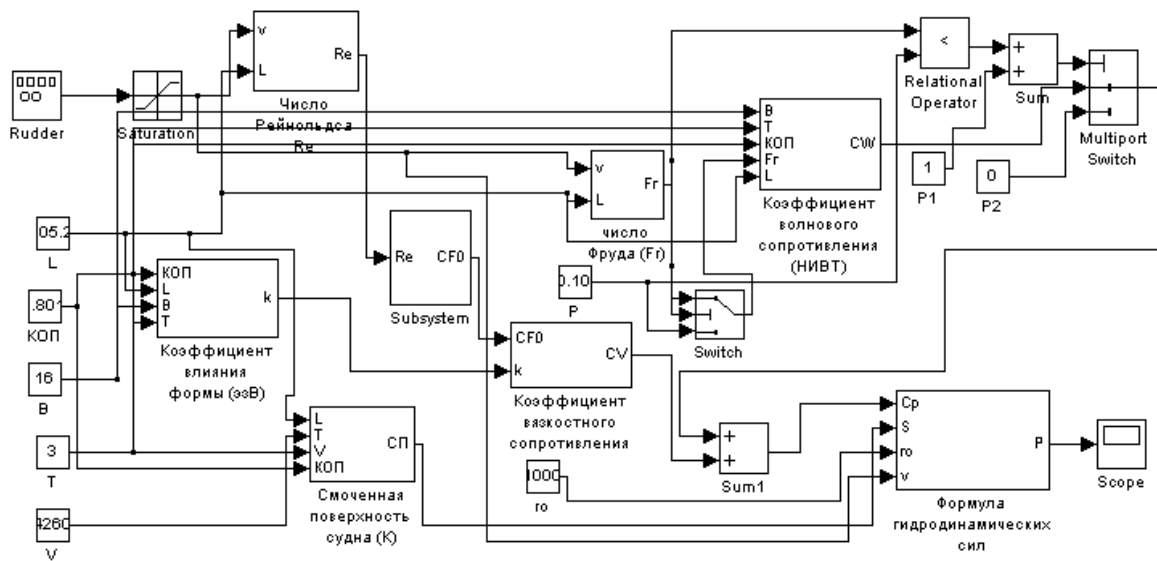 v
L
Re
Rudder
Saturation
Число
Рейнольдса
Re
B
T
КОП
Fr
L
CW
Коэффициент
волнового
сопротивления
(НИВТ)
<
Relational
Operator
+
+
Sum
Multiport
Switch
1
P1
0
P2
v
L
Fr
число
Фруда (Fr)
05.2
L
.801
КОП
16
B
3
T
4260
V
КОП
L
B
T
k
Коэффициент
влияния
формы (эзВ)
Re
CF0
Subsystem
0.10
P
Switch
CF0
k
CV
Коэффициент
вязкостного
сопротивления
L
T
V
КОП
СП
Смоченная
поверхность
судна (К)
1000
ro
+
+
Sum1
Cp
S
ro
v
P
Формула
гидродинамических
сил
Scope